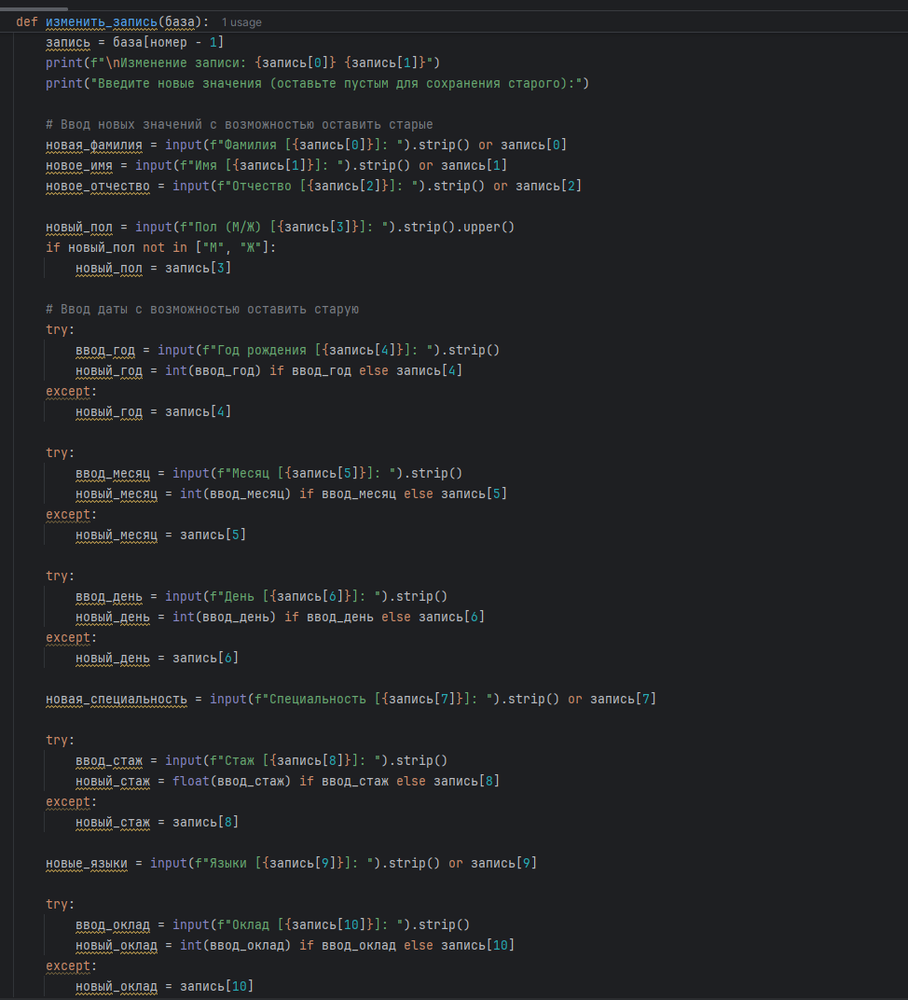 def изменить_запись(база):  1 usage
    запись = база[номер - 1]
    print(f"\nИзменение записи: {запись[0]} {запись[1]}")
    print("Введите новые значения (оставьте пустым для сохранения старого):")

    # Ввод новых значений с возможностью оставить старые
    новая_фамилия = input(f"Фамилия [{запись[0]}]: ").strip() or запись[0]
    новое_имя = input(f"Имя [{запись[1]}]: ").strip() or запись[1]
    новое_отчество = input(f"Отчество [{запись[2]}]: ").strip() or запись[2]

    новый_пол = input(f"Пол (М/Ж) [{запись[3]}]: ").strip().upper()
    if новый_пол not in ["М", "Ж"]:
        новый_пол = запись[3]

    # Ввод даты с возможностью оставить старую
    try:
        ввод_год = input(f"Год рождения [{запись[4]}]: ").strip()
        новый_год = int(ввод_год) if ввод_год else запись[4]
    except:
        новый_год = запись[4]

    try:
        ввод_месяц = input(f"Месяц [{запись[5]}]: ").strip()
        новый_месяц = int(ввод_месяц) if ввод_месяц else запись[5]
    except:
        новый_месяц = запись[5]

    try:
        ввод_день = input(f"День [{запись[6]}]: ").strip()
        новый_день = int(ввод_день) if ввод_день else запись[6]
    except:
        новый_день = запись[6]

    новая_специальность = input(f"Специальность [{запись[7]}]: ").strip() or запись[7]

    try:
        ввод_стаж = input(f"Стаж [{запись[8]}]: ").strip()
        новый_стаж = float(ввод_стаж) if ввод_стаж else запись[8]
    except:
        новый_стаж = запись[8]

    новые_языки = input(f"Языки [{запись[9]}]: ").strip() or запись[9]

    try:
        ввод_оклад = input(f"Оклад [{запись[10]}]: ").strip()
        новый_оклад = int(ввод_оклад) if ввод_оклад else запись[10]
    except:
        новый_оклад = запись[10]